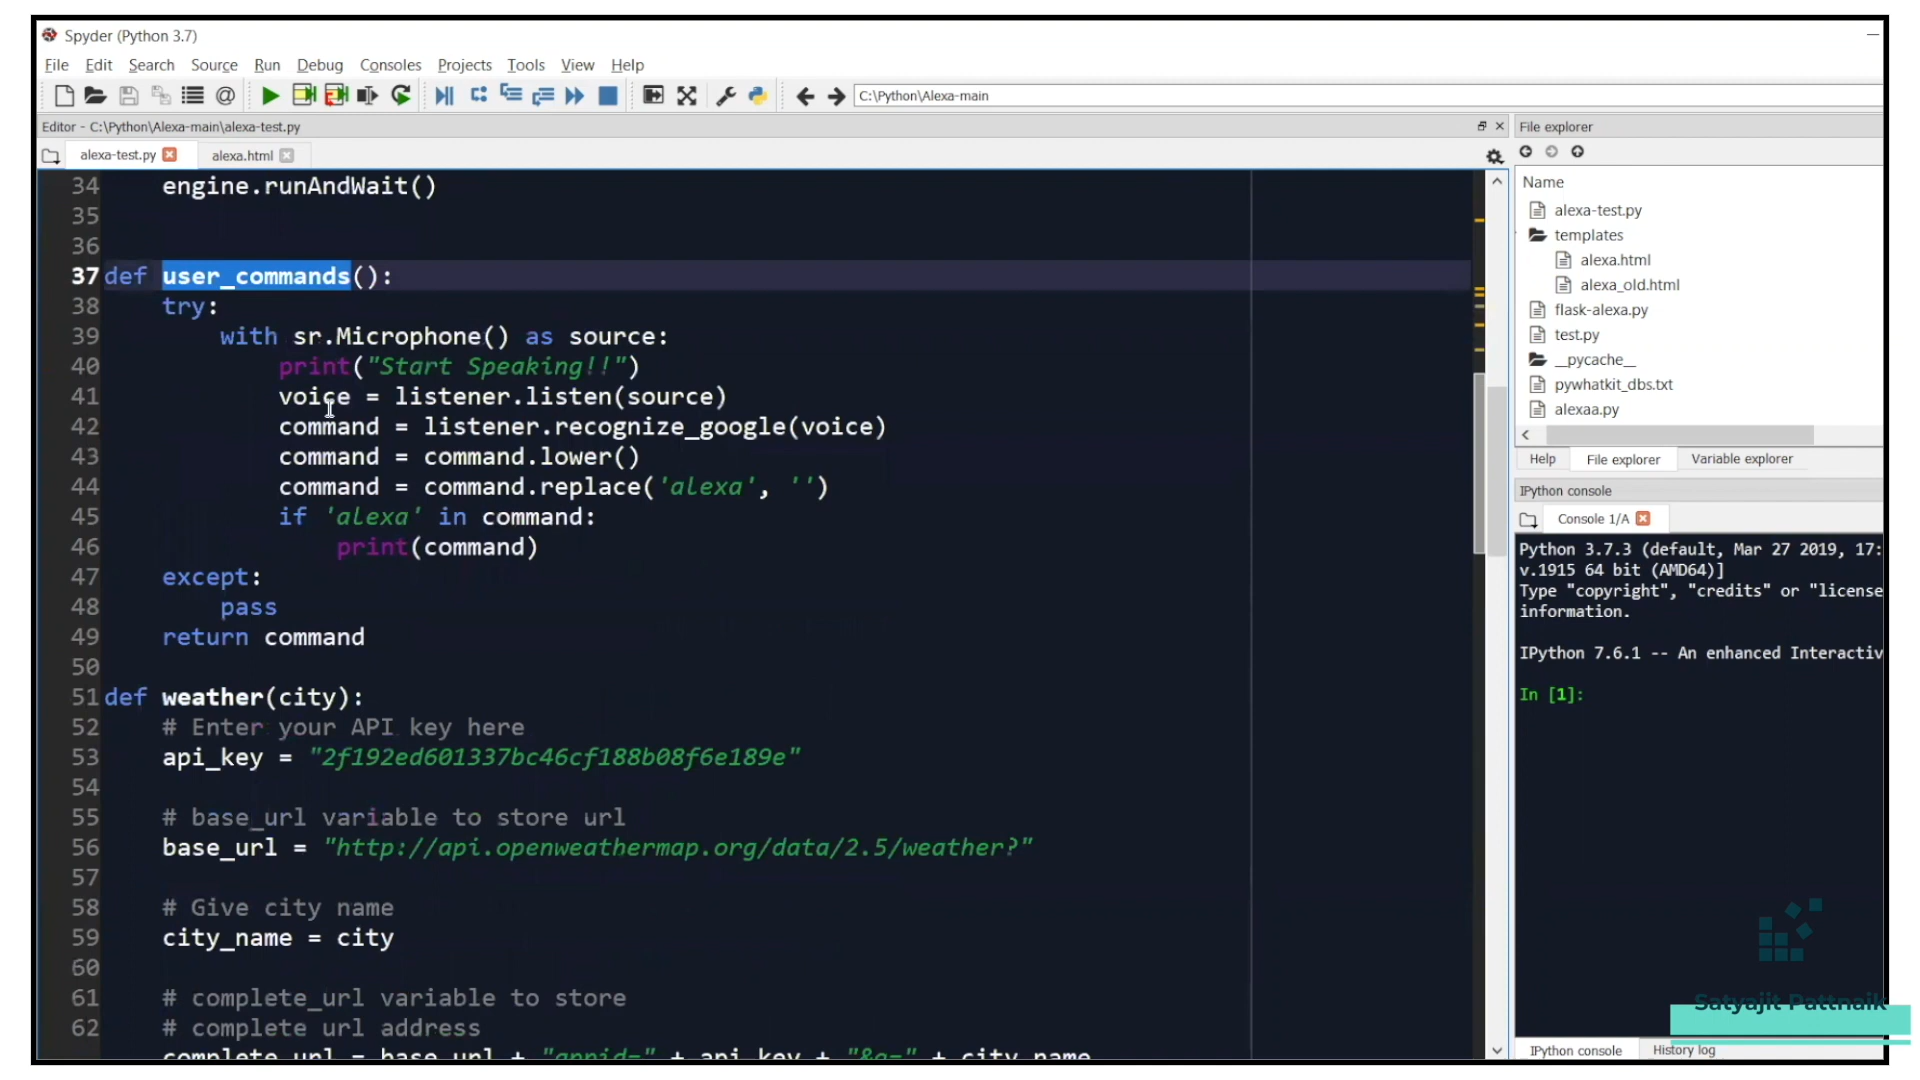 Spyder (Python 3.7)
File Edit Search Source Run Debug Consoles Projects Tools View Help
C:\Python\Alexa-main
Editor - C:\Python\Alexa-main\alexa-test.py
alexa-test.py alexa.html
34 engine.runAndWait()
35
36
37 def user_commands():
38 try:
39 with sr.Microphone() as source:
40 print("Start Speaking!!")
41 voice = listener.listen(source)
42 command = listener.recognize_google(voice)
43 command = command.lower()
44 command = command.replace('alexa', '')
45 if 'alexa' in command:
46 print(command)
47 except:
48 pass
49 return command
50
51 def weather(city):
52 # Enter your API key here
53 api_key = "2f192ed601337bc46cf188b08f6e189e"
54
55 # base_url variable to store url
56 base_url = "http://api.openweathermap.org/data/2.5/weather?"
57
58 # Give city name
59 city_name = city
60
61 # complete_url variable to store
62 # complete url address
complete_url = base_url + "appid=" + api_key + "&q=" + city_name
File explorer
Name
alexa-test.py
templates
alexa.html
alexa_old.html
flask-alexa.py
test.py
__pycache__
pywhatkit_dbs.txt
alexaa.py
Help File explorer Variable explorer
IPython console
Console 1/A
Python 3.7.3 (default, Mar 27 2019, 17:
v.1915 64 bit (AMD64)]
Type "copyright", "credits" or "license
information.
IPython 7.6.1 -- An enhanced Interactiv
In [1]:
Satyajit Pattnaik
IPython console History log